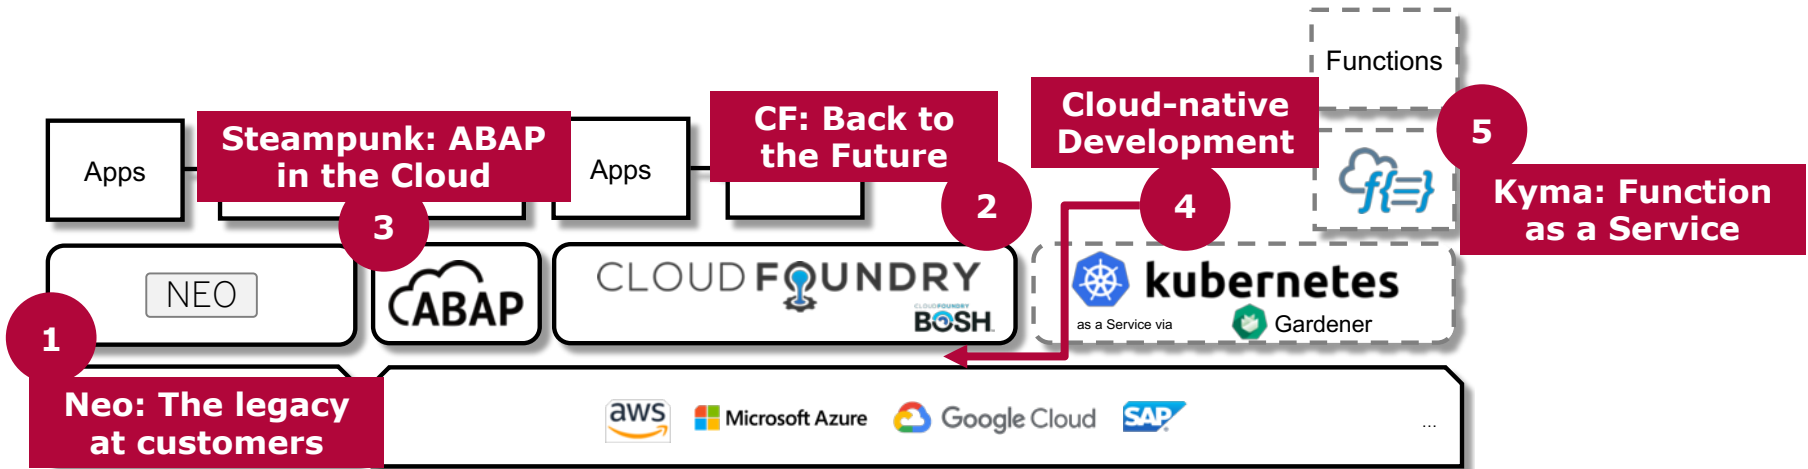 Functions
Steampunk: ABAP
in the Cloud
CF: Back to
the Future
Cloud-native
Development
5
Apps
Apps
f{=}
Kyma: Function
as a Service
3
2
4
NEO
ABAP
CLOUD FOUNDRY
CLOUDFOUNDRY
BOSH
kubernetes
as a Service via
Gardener
1
Neo: The legacy
at customers
aws
Microsoft Azure
Google Cloud
SAP
...